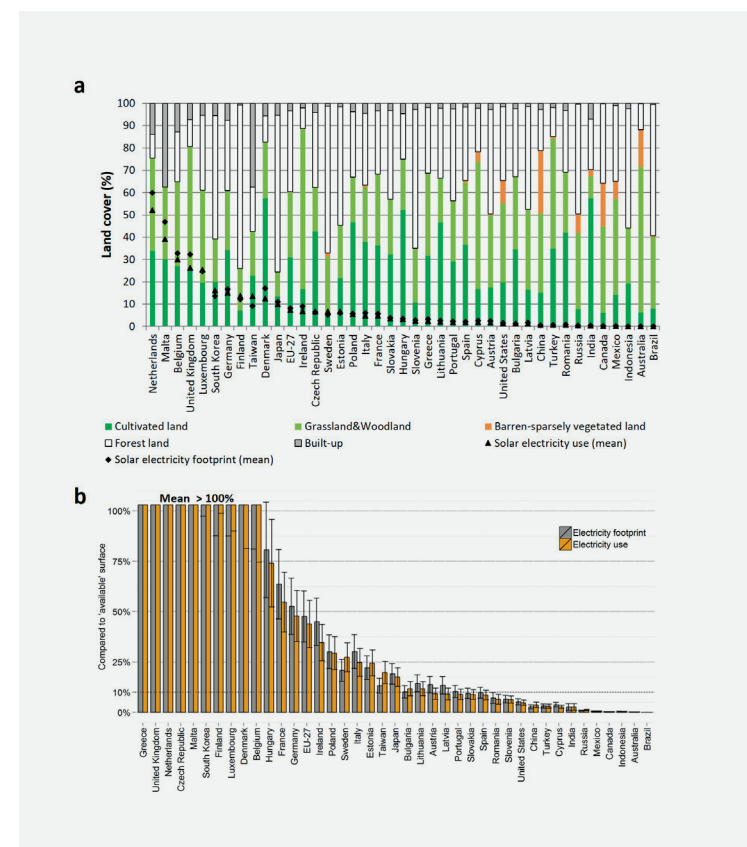 a
Land cover (%)
100
90
80
70
60
50
40
30
20
10
0
Netherlands
Malta
Belgium
United Kingdom
Luxembourg
South Korea
Germany
Finland
Taiwan
Denmark
Japan
EU-27
Ireland
Czech Republic
Sweden
Estonia
Poland
Italy
France
Slovakia
Hungary
Slovenia
Greece
Lithuania
Portugal
Spain
Cyprus
Austria
United States
Bulgaria
Latvia
China
Turkey
Romania
Russia
India
Canada
Mexico
Indonesia
Australia
Brazil
Cultivated land
Grassland&Woodland
Barren-sparsely vegetated land
Forest land
Built-up
Solar electricity use (mean)
Solar electricity footprint (mean)
b
Mean > 100%
Compared to 'available' surface
100%
75%
50%
25%
10%
0%
Electricity footprint
Electricity use
Greece
United Kingdom
Netherlands
Czech Republic
Malta
South Korea
Finland
Luxembourg
Denmark
Belgium
Hungary
France
Germany
EU-27
Ireland
Poland
Sweden
Italy
Estonia
Taiwan
Japan
Bulgaria
Lithuania
Austria
Latvia
Portugal
Slovakia
Spain
Romania
Slovenia
United States
China
Turkey
Cyprus
India
Russia
Mexico
Canada
Indonesia
Australia
Brazil